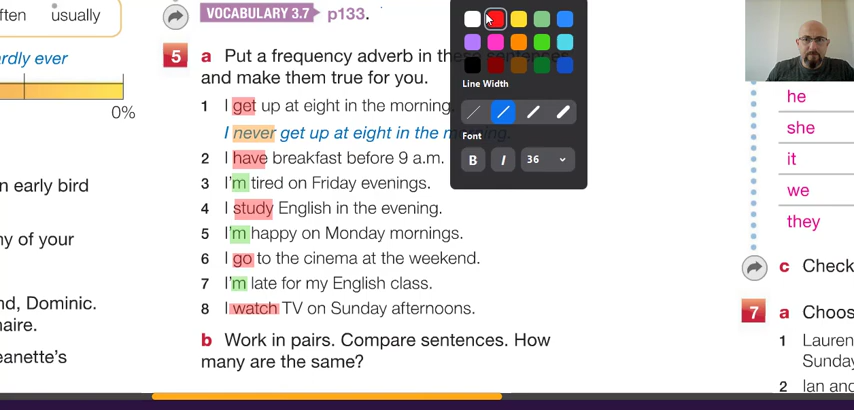 ften usually
ardly ever
0%
n early bird
ny of your
nd, Dominic.
naire.
eanette's
VOCABULARY 3.7 p133.
5 a Put a frequency adverb in these sentences
and make them true for you.
1 I get up at eight in the morning.
I never get up at eight in the morning.
2 I have breakfast before 9 a.m.
3 I'm tired on Friday evenings.
4 I study English in the evening.
5 I'm happy on Monday mornings.
6 I go to the cinema at the weekend.
7 I'm late for my English class.
8 I watch TV on Sunday afternoons.
b Work in pairs. Compare sentences. How
many are the same?
Line Width
Font
B I 36
he
she
it
we
they
c Check
7 a Choos
1 Lauren
Sunday
2 Ian and